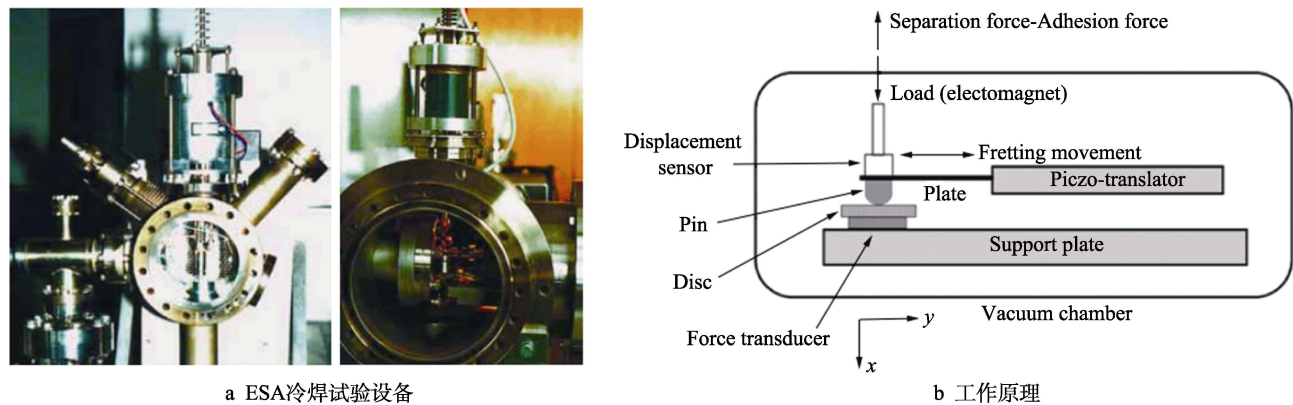 Separation force-Adhesion force
Load (electomagnet)
Displacement
sensor
Fretting movement
Plate
Piczo-translator
Pin
Support plate
Disc
Vacuum chamber
Force transducer
y
x
a ESA冷焊试验设备
b 工作原理